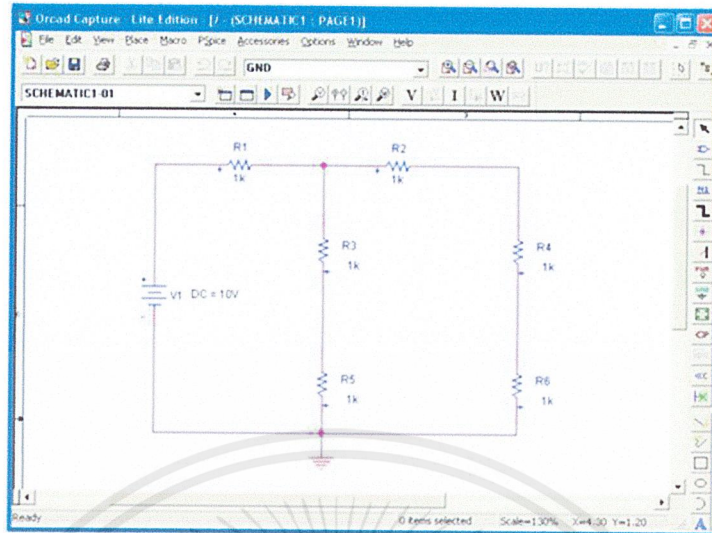 Orcad Capture - Lite Edition - [/ - (SCHEMATIC1 : PAGE1)]
File Edit View Place Macro PSpice Accessories Options Window Help
GND
SCHEMATIC1-01
V I W
R1
1k
R2
1k
R3
1k
R4
1k
V1 DC = 10V
R5
1k
R6
1k
Ready
0 items selected Scale=130% X=4.30 Y=1.20